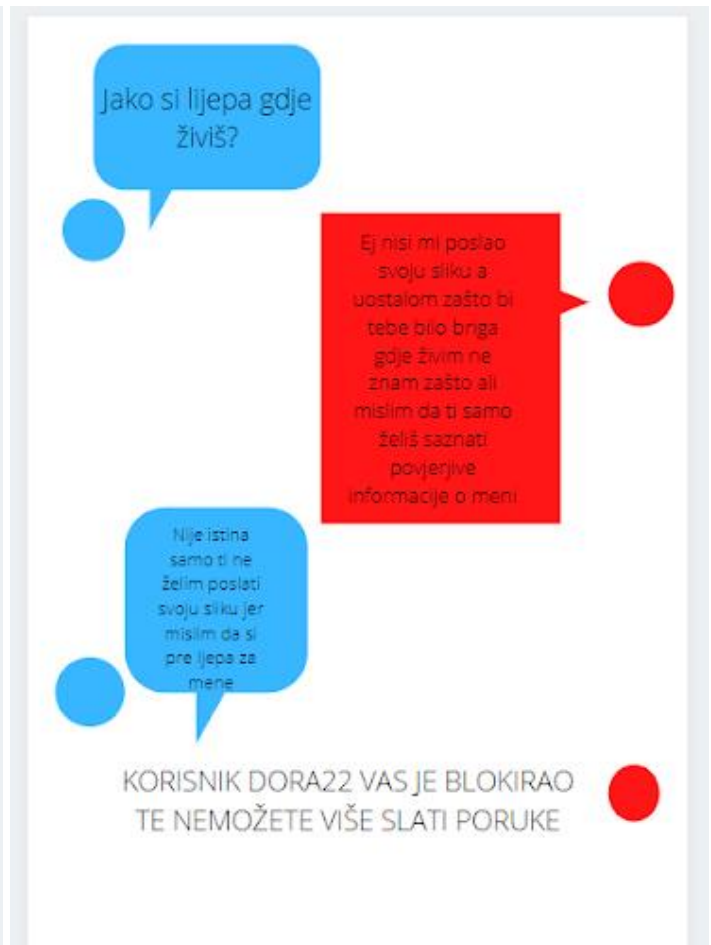 Jako si lijepa gdje
živiš?
Ej nisi mi poslao
svoju sliku a
uostalom zašto bi
tebe bilo briga
gdje živim ne
znam zašto ali
mislim da ti samo
želiš saznati
povjerjive
informacije o meni
Nije istina
samo ti ne
želim poslati
svoju sliku jer
mislim da si
pre ljepa za
mene
KORISNIK DORA22 VAS JE BLOKIRAO
TE NEMOŽETE VIŠE SLATI PORUKE